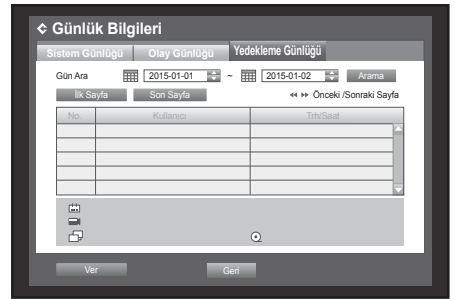 Günlük Bilgileri
Sistem Günlüğü Olay Günlüğü Yedekleme Günlüğü
Gün Ara 2015-01-01 ~ 2015-01-02 Arama
İlk Sayfa Son Sayfa Önceki /Sonraki Sayfa
No. Kullanıcı Trh/Saat
Ver Geri